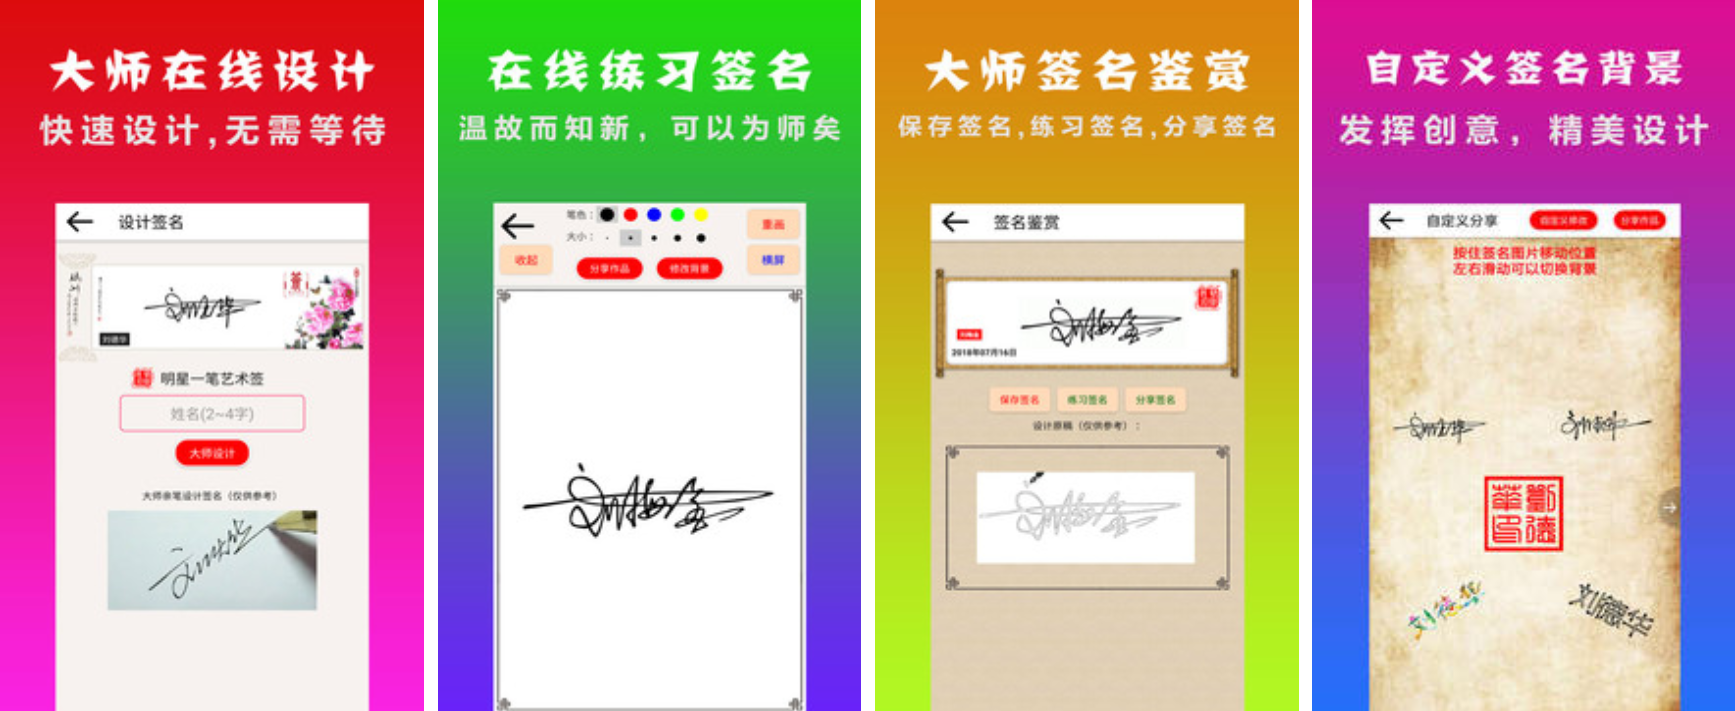 大师在线设计
快速设计,无需等待
设计签名
刘德华
明星一笔艺术签
姓名(2~4字)
大师设计
大师亲笔设计签名（仅供参考）
在线练习签名
温故而知新，可以为师矣
笔色：
大小：
重画
收起
分享作品
修改背景
横屏
大师签名鉴赏
保存签名,练习签名,分享签名
签名鉴赏
2018年07月16日
保存签名
练习签名
分享签名
设计原稿（仅供参考）：
自定义签名背景
发挥创意，精美设计
自定义分享
自定义修改
分享作品
按住签名图片移动位置
左右滑动可以切换背景
劉德華印
刘德华
刘德华